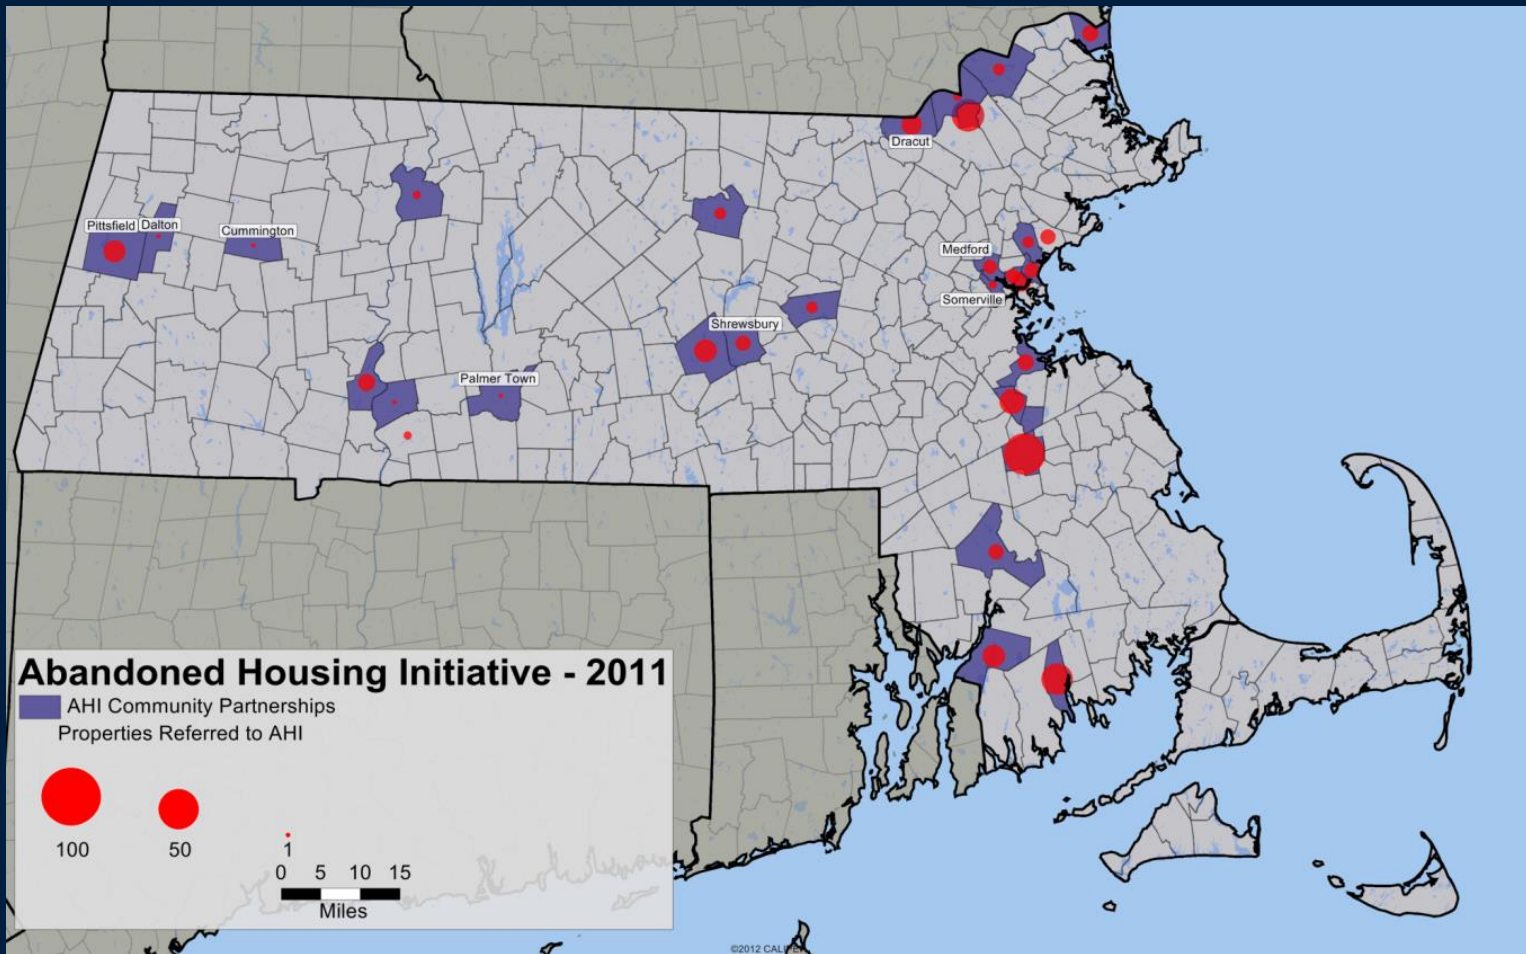 Dracut
Pittsfield
Dalton
Cummington
Medford
Somerville
Shrewsbury
Palmer Town
Abandoned Housing Initiative - 2011
AHI Community Partnerships
Properties Referred to AHI
100
50
1
0 5 10 15
Miles
©2012